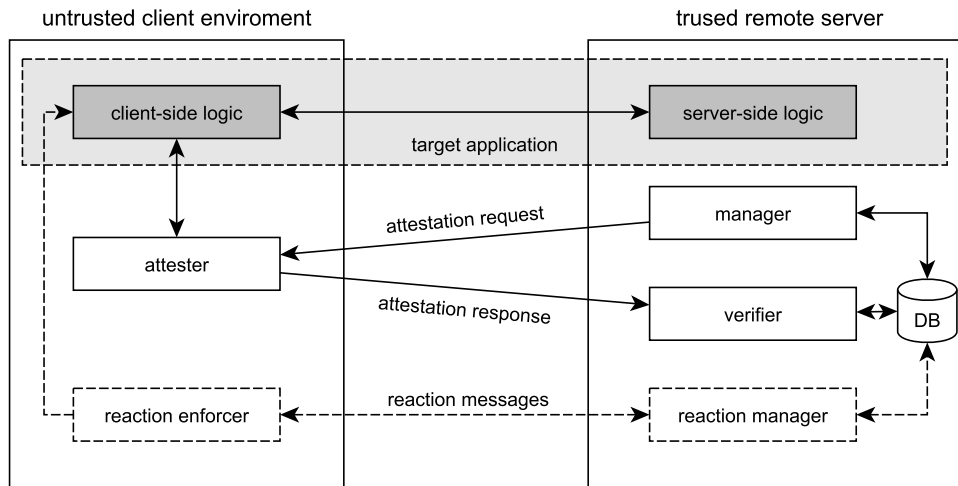 untrusted client enviroment
trused remote server
client-side logic
server-side logic
target application
attestation request
manager
attester
attestation response
verifier
DB
reaction enforcer
reaction messages
reaction manager